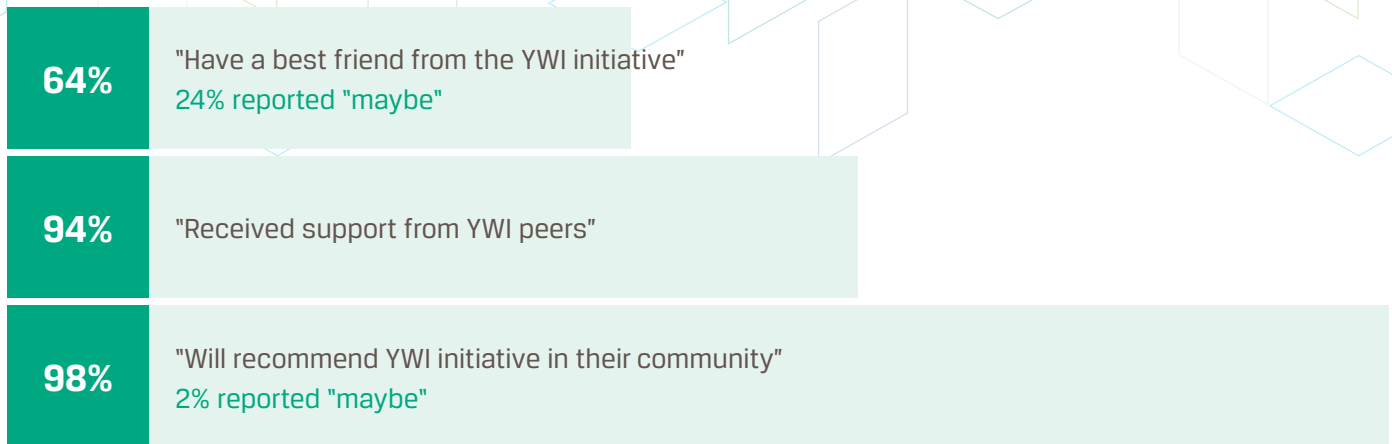 64%
"Have a best friend from the YWI initiative"
24% reported "maybe"
94%
"Received support from YWI peers"
98%
"Will recommend YWI initiative in their community"
2% reported "maybe"